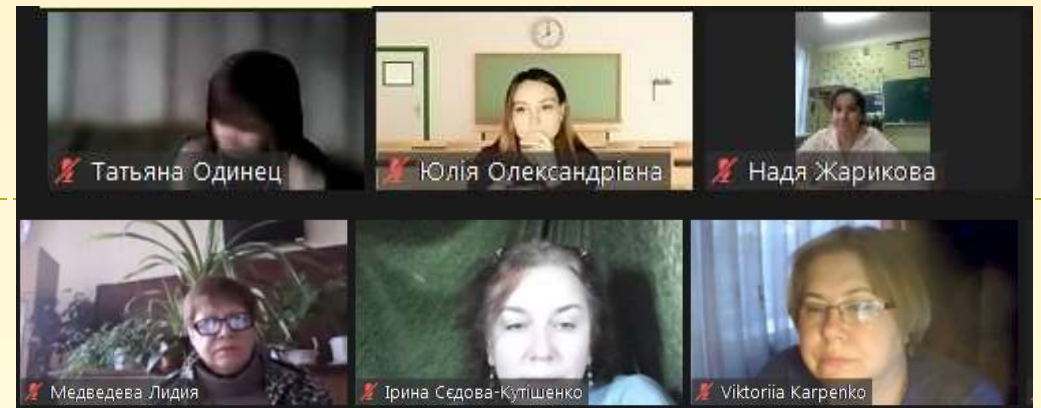 Татьяна Одинец
Юлія Олександрівна
Надя Жарикова
Медведева Лидия
Ірина Сєдова-Кутішенко
Viktoriia Karpenko